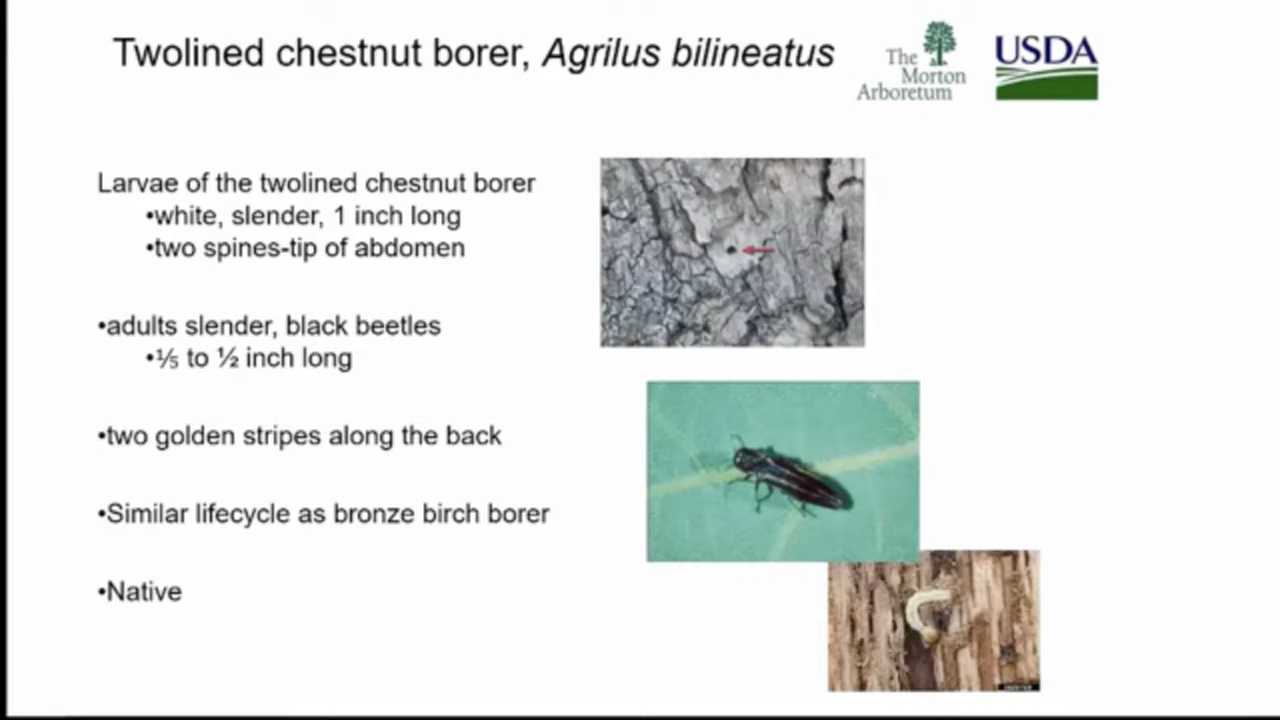 Twolined chestnut borer, Agrilus bilineatus
The
Morton
Arboretum
USDA
Larvae of the twolined chestnut borer
•white, slender, 1 inch long
•two spines-tip of abdomen
•adults slender, black beetles
•⅕ to ½ inch long
•two golden stripes along the back
•Similar lifecycle as bronze birch borer
•Native